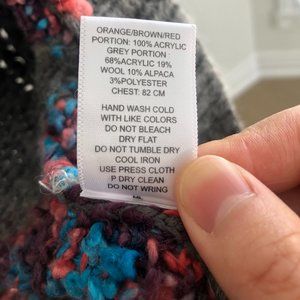 ORANGE/BROWN/RED
PORTION: 100% ACRYLIC
GREY PORTION :
68%ACRYLIC 19%
WOOL 10% ALPACA
3%POLYESTER
CHEST: 82 CM
HAND WASH COLD
WITH LIKE COLORS
DO NOT BLEACH
DRY FLAT
DO NOT TUMBLE DRY
COOL IRON
USE PRESS CLOTH
P DRY CLEAN
DO NOT WRING